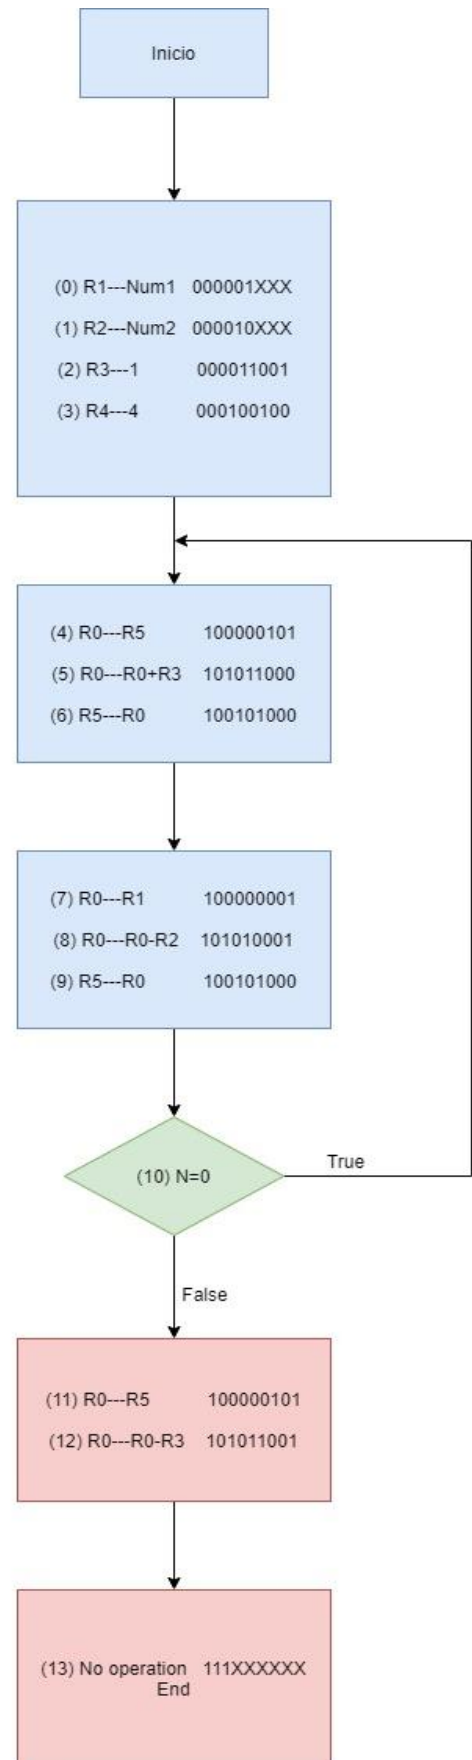 Inicio
(0) R1---Num1 000001XXX
(1) R2---Num2 000010XXX
(2) R3---1 000011001
(3) R4---4 000100100
(4) R0---R5 100000101
(5) R0---R0+R3 101011000
(6) R5---R0 100101000
(7) R0---R1 100000001
(8) R0---R0-R2 101010001
(9) R5---R0 100101000
(10) N=0
True
False
(11) R0---R5 100000101
(12) R0---R0-R3 101011001
(13) No operation 111XXXXXX
End